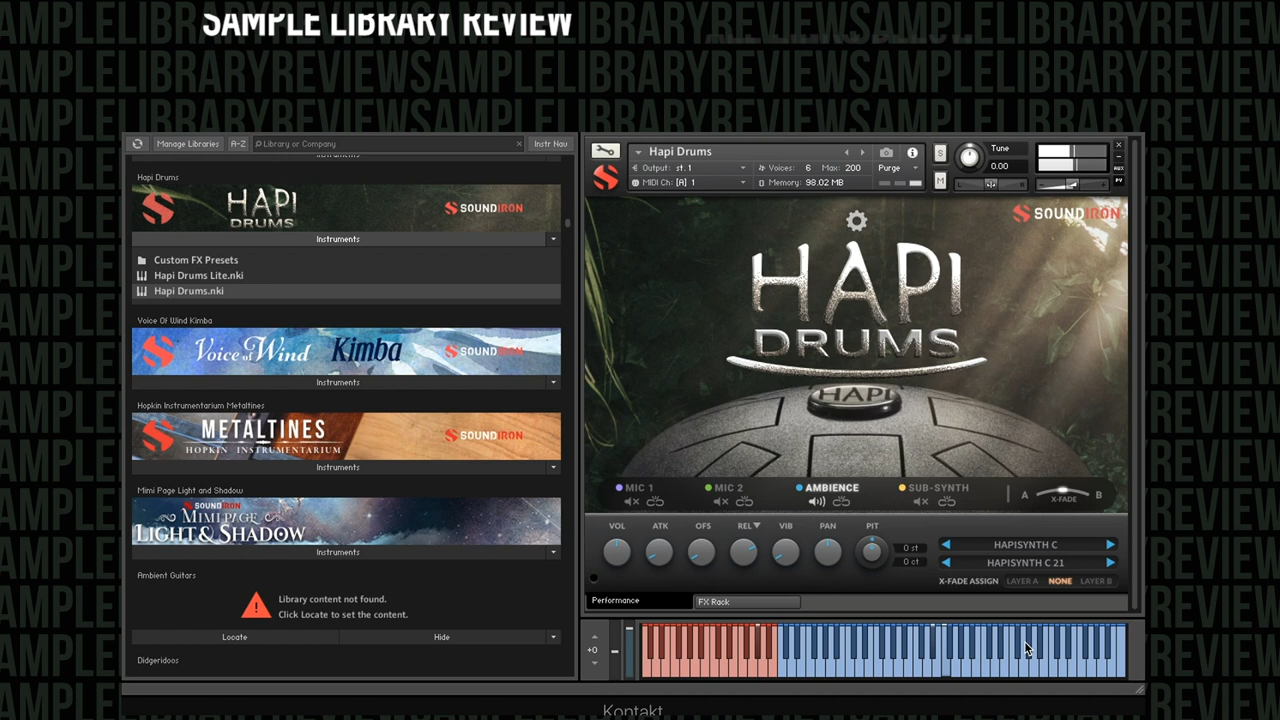 SAMPLE LIBRARY REVIEW
Manage Libraries
A-Z
Library or Company
Instr Nav
Hapi Drums
HAPI
DRUMS
SOUNDIRON
Instruments
Custom FX Presets
Hapi Drums Lite.nki
Hapi Drums.nki
Voice Of Wind Kimba
Voice of Wind Kimba
SOUNDIRON
Instruments
Hopkin Instrumentarium Metaltines
METALTINES
HOPKIN INSTRUMENTARIUM
SOUNDIRON
Instruments
Mimi Page Light and Shadow
SOUNDIRON
MIMI PAGE
LIGHT & SHADOW
Instruments
Ambient Guitars
Library content not found.
Click Locate to set the content.
Locate
Hide
Didgeridoos
Hapi Drums
Output: st.1
Voices: 6 Max: 200
Purge
MIDI Ch: [A] 1
Memory: 98.02 MB
S
M
Tune
0.00
L R
AUX
PV
SOUNDIRON
HAPI
DRUMS
HAPI
MIC 1
MIC 2
AMBIENCE
SUB-SYNTH
A X-FADE B
VOL ATK OFS REL VIB PAN PIT
0 st
0 ct
HAPISYNTH C
HAPISYNTH C 21
X-FADE ASSIGN LAYER A NONE LAYER B
Performance
FX Rack
+0
Kontakt